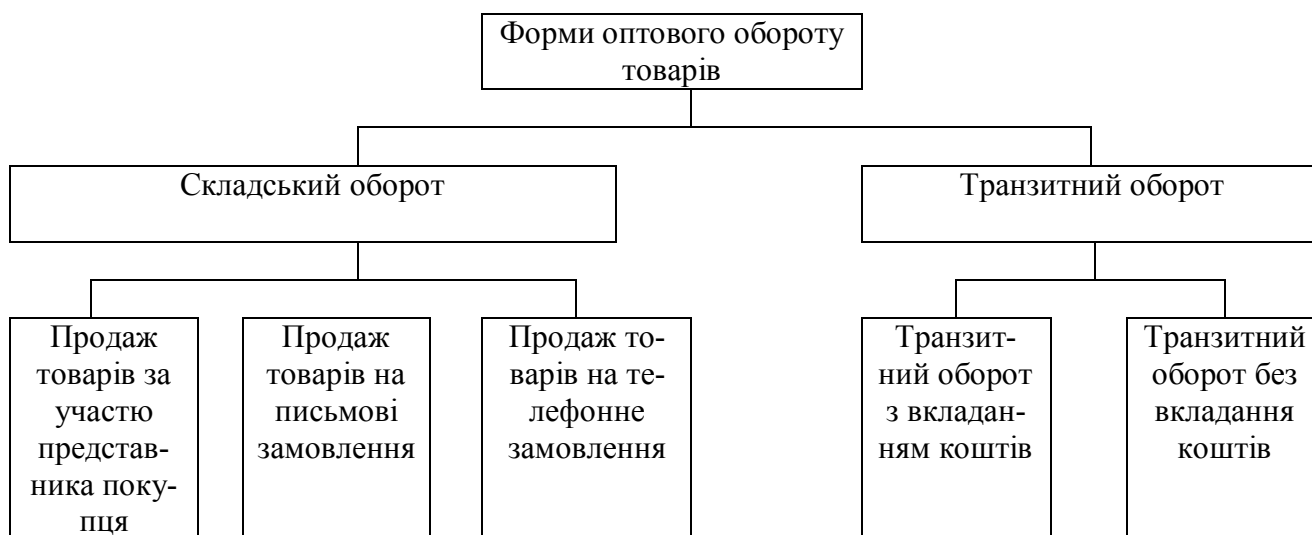 Форми оптового обороту
товарів
Складський оборот
Транзитний оборот
Продаж
товарів за
участю
представ-
ника поку-
пця
Продаж
товарів на
письмові
замовлення
Продаж то-
варів на те-
лефонне
замовлення
Транзит-
ний оборот
з вкладан-
ням коштів
Транзитний
оборот без
вкладання
коштів